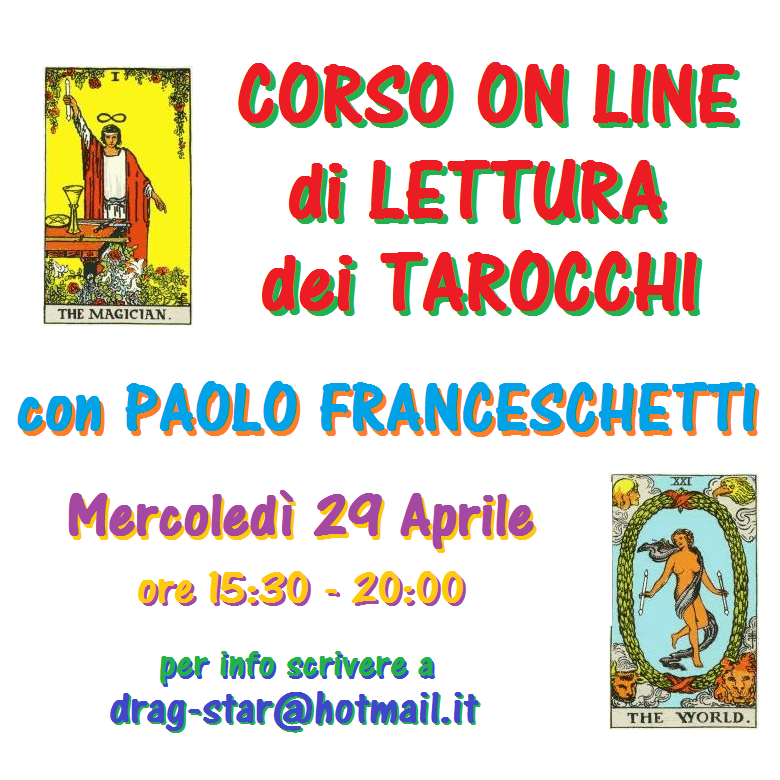 I
THE MAGICIAN.
CORSO ON LINE
di LETTURA
dei TAROCCHI
con PAOLO FRANCESCHETTI
Mercoledì 29 Aprile
ore 15:30 - 20:00
per info scrivere a
drag-star@hotmail.it
XXI
THE WORLD.